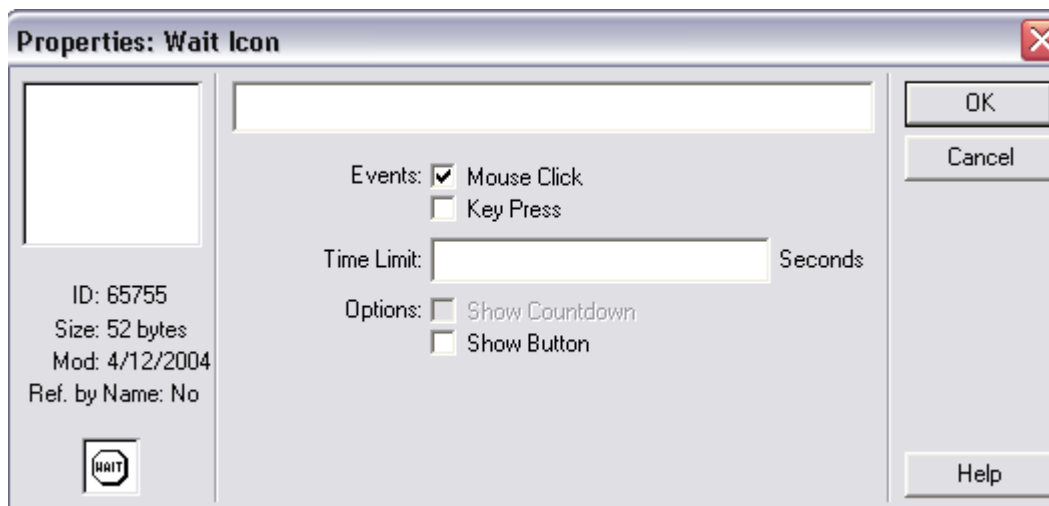 Properties: Wait Icon
OK
Cancel
Events: Mouse Click
Key Press
Time Limit: Seconds
Options: Show Countdown
Show Button
ID: 65755
Size: 52 bytes
Mod: 4/12/2004
Ref. by Name: No
WAIT
Help